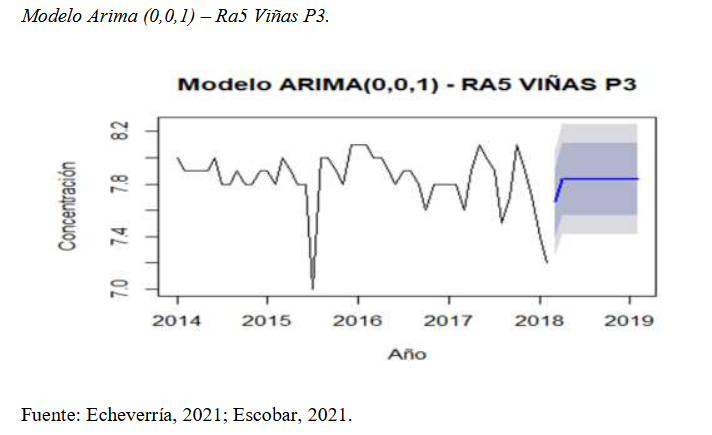 Modelo Arima (0,0,1) – Ra5 Viñas P3.
Modelo ARIMA(0,0,1) - RA5 VIÑAS P3
Concentración
8.2
7.8
7.4
7.0
2014 2015 2016 2017 2018 2019
Año
Fuente: Echeverría, 2021; Escobar, 2021.